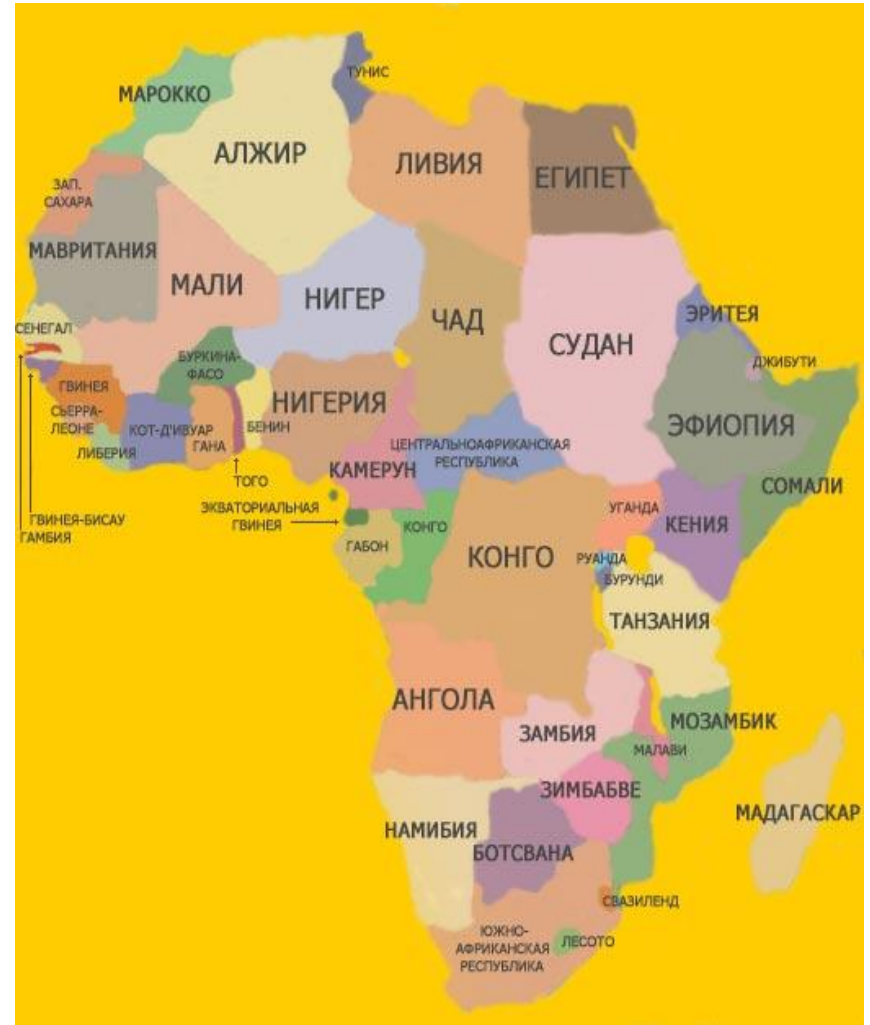 ТУНИС
МАРОККО
АЛЖИР
ЛИВИЯ
ЕГИПЕТ
ЗАП.
САХАРА
МАВРИТАНИЯ
МАЛИ
НИГЕР
ЧАД
СУДАН
ЭРИТЕЯ
СЕНЕГАЛ
БУРКИНА-
ФАСО
ДЖИБУТИ
ГВИНЕЯ
НИГЕРИЯ
СЬЕРРА-
ЛЕОНЕ
КОТ-Д'ИВУАР
ГАНА
БЕНИН
ЭФИОПИЯ
ЛИБЕРИЯ
ЦЕНТРАЛЬНОАФРИКАНСКАЯ
РЕСПУБЛИКА
КАМЕРУН
ТОГО
СОМАЛИ
ЭКВАТОРИАЛЬНАЯ
ГВИНЕЯ
УГАНДА
ГВИНЕЯ-БИСАУ
ГАМБИЯ
КОНГО
КЕНИЯ
ГАБОН
КОНГО
РУАНДА
БУРУНДИ
ТАНЗАНИЯ
АНГОЛА
МОЗАМБИК
ЗАМБИЯ
МАЛАВИ
ЗИМБАБВЕ
МАДАГАСКАР
НАМИБИЯ
БОТСВАНА
СВАЗИЛЕНД
ЮЖНО-
АФРИКАНСКАЯ
РЕСПУБЛИКА
ЛЕСОТО